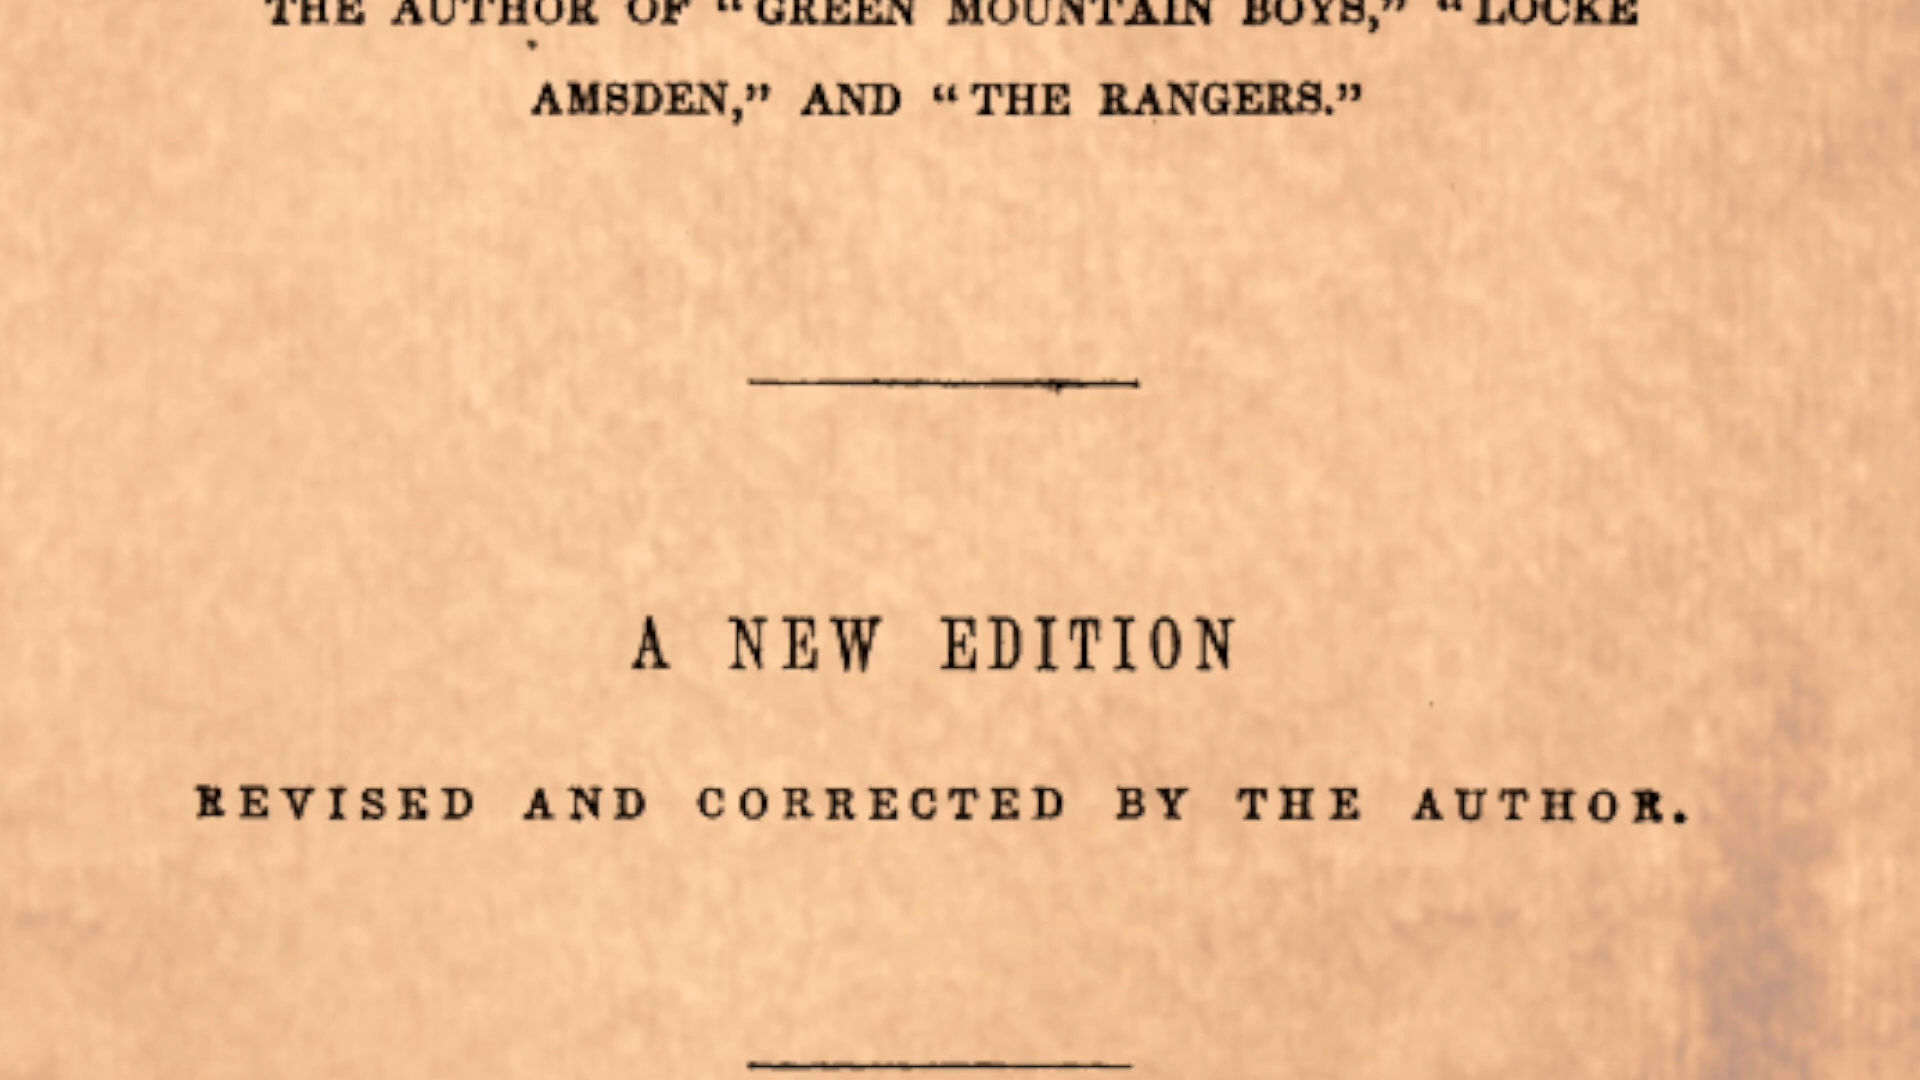 THE AUTHOR OF “GREEN MOUNTAIN BOYS,” “LOCKE
AMSDEN,” AND “THE RANGERS.”
A NEW EDITION
REVISED AND CORRECTED BY THE AUTHOR.